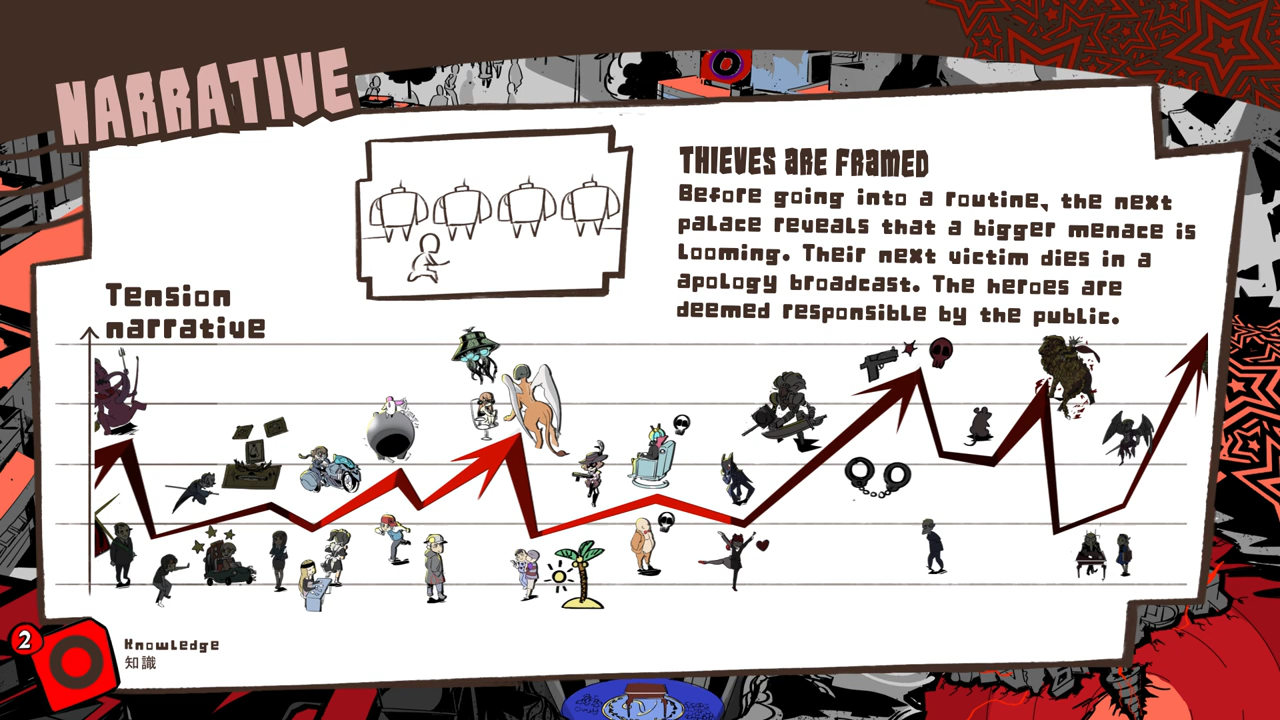 NARRATIVE
THIEVES ARE FRAMED
Before going into a routine, the next
palace reveals that a bigger menace is
looming. Their next victim dies in a
apology broadcast. The heroes are
deemed responsible by the public.
Tension
narrative
2
Knowledge
知識